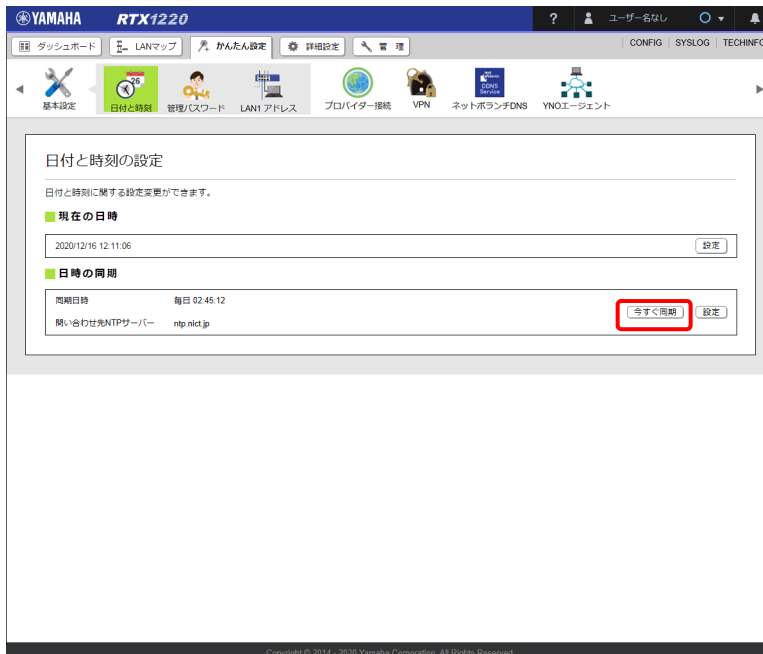 YAMAHA RTX1220 ? ユーザー名なし
ダッシュボード LANマップ かんたん設定 詳細設定 管 理 CONFIG SYSLOG TECHINFO
26
DDNS Service
基本設定 日付と時刻 管理パスワード LAN1 アドレス プロバイダー接続 VPN ネットボランチDNS YNOエージェント
日付と時刻の設定
日付と時刻に関する設定変更ができます。
現在の日時
2020/12/16 12:11:06 設定
日時の同期
同期日時 毎日 02:45:12
今すぐ同期 設定
問い合わせ先NTPサーバー ntp.nict.jp
Copyright © 2014 - 2020 Yamaha Corporation. All Rights Reserved.